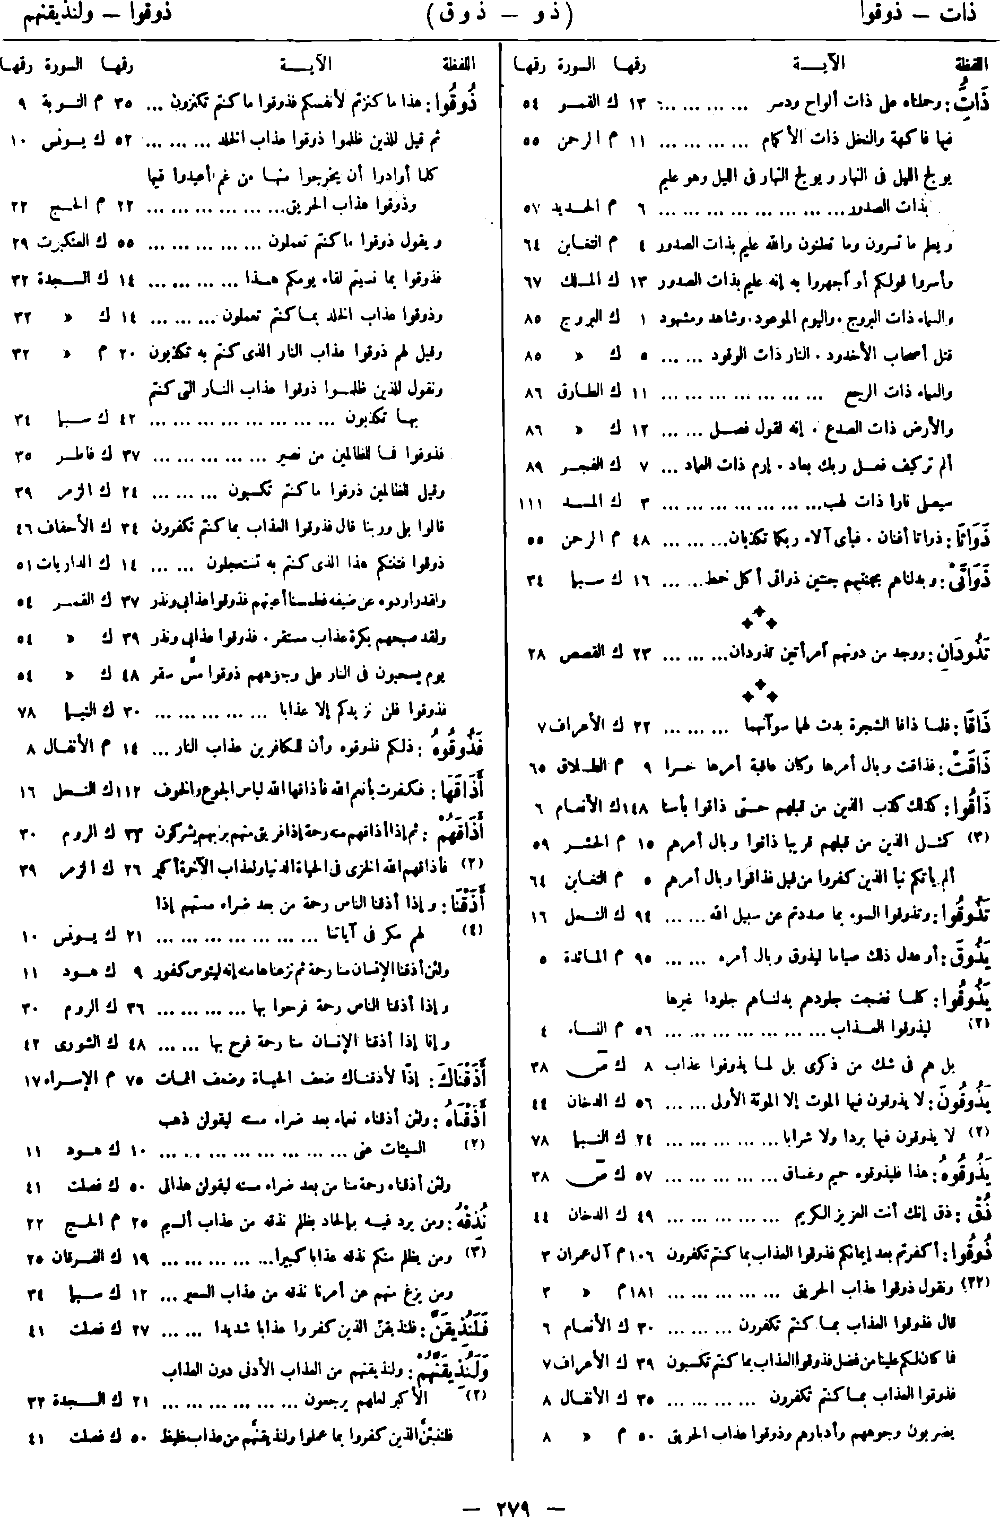 ذات – ذوقوا (ذو – ذوق) ذوقوا – ولنذيقنهم
اللفظة الآيــة رقها السورة رقها
ذَاتِ : وحملناه على ذات ألواح ودسر ... ... ... ١٣ ك القمر ٥٤
فيها فاكهة والنخل ذات الأكمام ... ... ... ١١ م الرحمن ٥٥
يولج الليل فى النهار ويولج النهار فى الليل وهو عليم
بذات الصدور ... ... ... ... ... ... ٦ م الحديد ٥٧
ويعلم ما تسرون وما تعلنون والله عليم بذات الصدور ٤ م التغابن ٦٤
وأسروا قولكم أو أجهروا به إنه عليم بذات الصدور ١٣ ك الملك ٦٧
والسماء ذات البروج . واليوم الموعود . وشاهد ومشهود ١ ك البروج ٨٥
قتل أصحاب الأخدود . النار ذات الوقود ... ... ٥ ك » ٨٥
والسماء ذات الرجع ... ... ... ... ... ... ١١ ك الطارق ٨٦
والأرض ذات الصدع . إنه لقول فصل ... ... ١٢ ك » ٨٦
ألم تر كيف فعل ربك بعاد . إرم ذات العماد ... ٧ ك الفجر ٨٩
سيصلى نارا ذات لهب ... ... ... ... ... ٣ ك المسد ١١١
ذَوَاتَا : ذواتا أفنان . فبأى آلاء ربكما تكذبان ... ... ... ٤٨ م الرحمن ٥٥
ذَوَاتَىْ : وبدلناهم بجنتيهم جنتين ذواتى أكل خمط ... ... ١٦ ك سبأ ٣٤
تَذُودَانِ : ووجد من دونهم أمرأتين تذودان ... ... ... ٢٣ ك القصص ٢٨
ذَاقَا : فلما ذاقا الشجرة بدت لهما سوآتهما ... ... ... ٢٢ ك الأعراف ٧
ذَاقَتْ : فذاقت وبال أمرها وكان عاقبة أمرها خسرا ٩ م الطلاق ٦٥
ذَاقُوا : كذلك كذب الذين من قبلهم حتى ذاقوا بأسنا ١٤٨ ك الأنعام ٦
(٣) كمثل الذين من قبلهم قريبا ذاقوا وبال أمرهم ١٥ م الحشر ٥٩
ألم يأتكم نبأ الذين كفروا من قبل فذاقوا وبال أمرهم ٥ م التغابن ٦٤
تَذُوقُوا : وتذوقوا السوء بما صددتم عن سبيل الله ... ... ٩٤ ك النحل ١٦
يَذُوقَ : أو عدل ذلك صياما ليذوق وبال أمره ... ... ٩٥ م المائدة ٥
يَذُوقُوا : كلما نضجت جلودهم بدلناهم جلودا غيرها
(٢) ليذوقوا العذاب ... ... ... ... ... ... ٥٦ م النساء ٤
بل هم فى شك من ذكرى بل لما يذوقوا عذاب ٨ ك صّ ٣٨
يَذُوقُونَ : لا يذوقون فيها الموت إلا الموتة الأولى ... ... ٥٦ ك الدخان ٤٤
(٢) لا يذوقون فيها بردا ولا شرابا ... ... ... ... ٢٤ ك النبأ ٧٨
يَذُوقُوهُ : هذا فليذوقوه حميم وغساق ... ... ... ... ٥٧ ك صّ ٣٨
ذُقْ : ذق إنك أنت العزيز الكريم ... ... ... ... ٤٩ ك الدخان ٤٤
ذُوقُوا : أكفرتم بعد إيمانكم فذوقوا العذاب بما كنتم تكفرون ١٠٦ م آل عمران ٣
(٢٢) ونقول ذوقوا عذاب الحريق ... ... ... ... ١٨١ م » ٣
قال فذوقوا العذاب بما كنتم تكفرون ... ... ... ٣٠ ك الأنعام ٦
فما كان لكم علينا من فضل فذوقوا العذاب بما كنتم تكسبون ٣٩ ك الأعراف ٧
فذوقوا العذاب بما كنتم تكفرون ... ... ... ٣٥ ك الأنفال ٨
يضربون وجوههم وأدبارهم وذوقوا عذاب الحريق ٥٠ م » ٨
اللفظة الآيــة رقها السورة رقها
ذُوقُوا : هذا ما كنزتم لأنفسكم فذوقوا ما كنتم تكنزون ... ٣٥ م التوبة ٩
ثم قيل للذين ظلموا ذوقوا عذاب الخلد ... ... ... ٥٢ ك يونس ١٠
كلما أرادوا أن يخرجوا منها من غم أعيدوا فيها
وذوقوا عذاب الحريق ... ... ... ... ... ٢٢ م الحج ٢٢
ويقول ذوقوا ما كنتم تعملون ... ... ... ... ٥٥ ك العنكبوت ٢٩
فذوقوا بما نسيتم لقاء يومكم هذا ... ... ... ... ١٤ ك السجدة ٣٢
وذوقوا عذاب الخلد بما كنتم تعملون ... ... ... ١٤ ك » ٣٢
وقيل لهم ذوقوا عذاب النار الذى كنتم به تكذبون ٢٠ م » ٣٢
ونقول للذين ظلموا ذوقوا عذاب النار التى كنتم
بها تكذبون ... ... ... ... ... ... ... ٤٢ ك سبأ ٣٤
فذوقوا فما للظالمين من نصير ... ... ... ... ٣٧ ك فاطر ٣٥
وقيل للظالمين ذوقوا ما كنتم تكسبون ... ... ... ٢٤ ك الزمر ٣٩
قالوا بلى وربنا قال فذوقوا العذاب بما كنتم تكفرون ٣٤ ك الأحقاف ٤٦
ذوقوا فتنتكم هذا الذى كنتم به تستعجلون ... ... ١٤ ك الذاريات ٥١
ولقد راودوه عن ضيفه فطمسنا أعينهم فذوقوا عذابى ونذر ٣٧ ك القمر ٥٤
ولقد صبحهم بكرة عذاب مستقر . فذوقوا عذابى ونذر ٣٩ ك » ٥٤
يوم يسحبون فى النار على وجوههم ذوقوا مسّ سقر ٤٨ ك » ٥٤
فذوقوا فلن نزيدكم إلا عذابا ... ... ... ... ٣٠ ك النبأ ٧٨
فَذُوقُوهُ : ذلكم فذوقوه وأن للكافرين عذاب النار ... ١٤ م الأنفال ٨
أَذَاقَهَا : فكفرت بأنعم الله فأذاقها الله لباس الجوع والخوف ١١٢ ك النحل ١٦
أَذَاقَهُمْ : ثم إذا أذاقهم منه رحمة إذا فريق منهم بربهم يشركون ٣٣ ك الروم ٣٠
(٢) فأذاقهم الله الخزى فى الحياة الدنيا ولعذاب الآخرة أكبر ٢٦ ك الزمر ٣٩
أَذَقْنَا : وإذا أذقنا الناس رحمة من بعد ضراء مستهم إذا
(٤) لهم مكر فى آياتنا ... ... ... ... ... ... ٢١ ك يونس ١٠
ولئن أذقنا الإنسان منا رحمة ثم نزعناها منه إنه ليئوس كفور ٩ ك هود ١١
وإذا أذقنا الناس رحمة فرحوا بها ... ... ... ٣٦ ك الروم ٣٠
وإنا إذا أذقنا الإنسان منا رحمة فرح بها ... ... ٤٨ ك الشورى ٤٢
أَذَقْنَاكَ : إذًا لأذقناك ضعف الحياة وضعف الممات ٧٥ م الإسراء ١٧
أَذَقْنَاهُ : ولئن أذقناه نعماء بعد ضراء مسته ليقولن ذهب
(٢) السيئات عنى ... ... ... ... ... ... ١٠ ك هود ١١
ولئن أذقناه رحمة منا من بعد ضراء مسته ليقولن هذا لى ٥٠ ك فصلت ٤١
نُذِقْهُ : ومن يرد فيه بإلحاد بظلم نذقه من عذاب أليم ٢٥ م الحج ٢٢
(٣) ومن يظلم منكم نذقه عذابا كبيرا ... ... ... ... ١٩ ك الفرقان ٢٥
ومن يزغ منهم عن أمرنا نذقه من عذاب السعير ... ١٢ ك سبأ ٣٤
فَلَنُذِيقَنَّ : فلنذيقن الذين كفروا عذابا شديدا ... ... ٢٧ ك فصلت ٤١
وَلَنُذِيقَنَّهُمْ : ولنذيقنهم من العذاب الأدنى دون العذاب
(٢) الأكبر لعلهم يرجعون ... ... ... ... ... ٢١ ك السجدة ٣٢
فلننبئنّ الذين كفروا بما عملوا ولنذيقنّهم من عذاب غليظ ٥٠ ك فصلت ٤١
– ٢٧٩ –